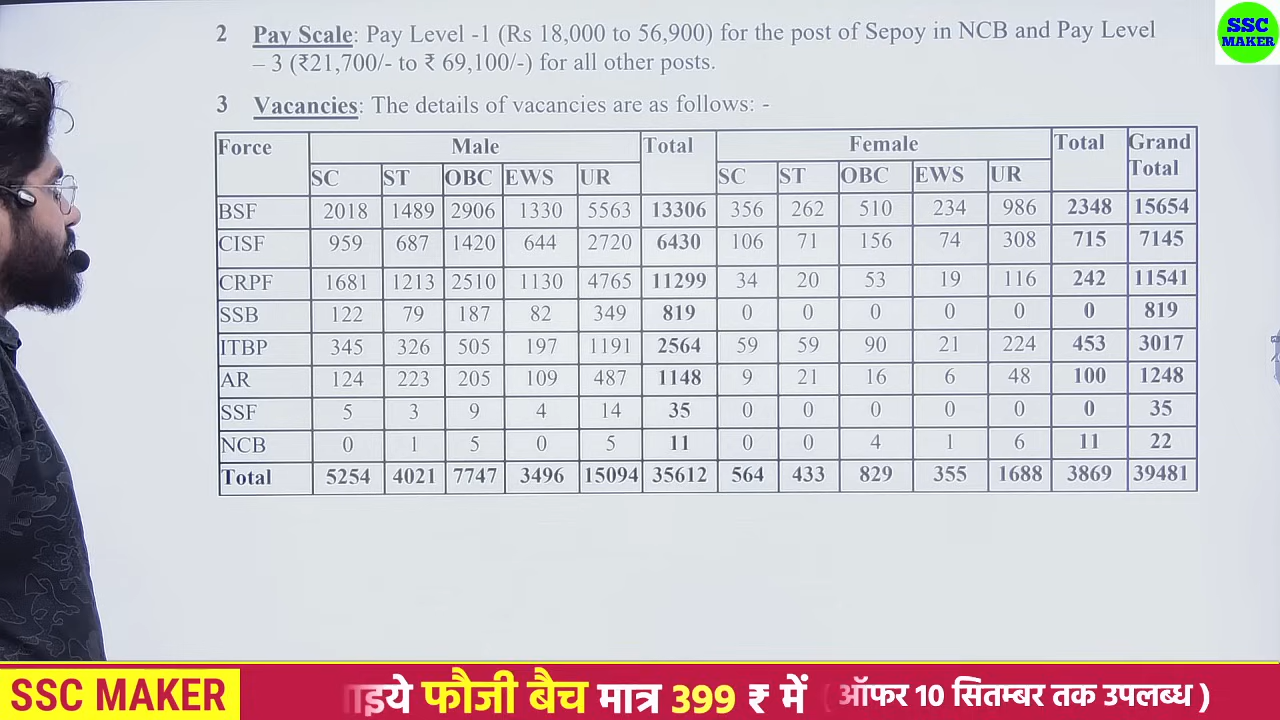 SSC
MAKER
2 Pay Scale: Pay Level -1 (Rs 18,000 to 56,900) for the post of Sepoy in NCB and Pay Level
– 3 (₹21,700/- to ₹ 69,100/-) for all other posts.
3 Vacancies: The details of vacancies are as follows: -
Force Male Total Female Total Grand Total
SC ST OBC EWS UR SC ST OBC EWS UR
BSF 2018 1489 2906 1330 5563 13306 356 262 510 234 986 2348 15654
CISF 959 687 1420 644 2720 6430 106 71 156 74 308 715 7145
CRPF 1681 1213 2510 1130 4765 11299 34 20 53 19 116 242 11541
SSB 122 79 187 82 349 819 0 0 0 0 0 0 819
ITBP 345 326 505 197 1191 2564 59 59 90 21 224 453 3017
AR 124 223 205 109 487 1148 9 21 16 6 48 100 1248
SSF 5 3 9 4 14 35 0 0 0 0 0 0 35
NCB 0 1 5 0 5 11 0 0 4 1 6 11 22
Total 5254 4021 7747 3496 15094 35612 564 433 829 355 1688 3869 39481
SSC MAKER फौजी बैच मात्र 399 ₹ में ( ऑफर 10 सितम्बर तक उपलब्ध )